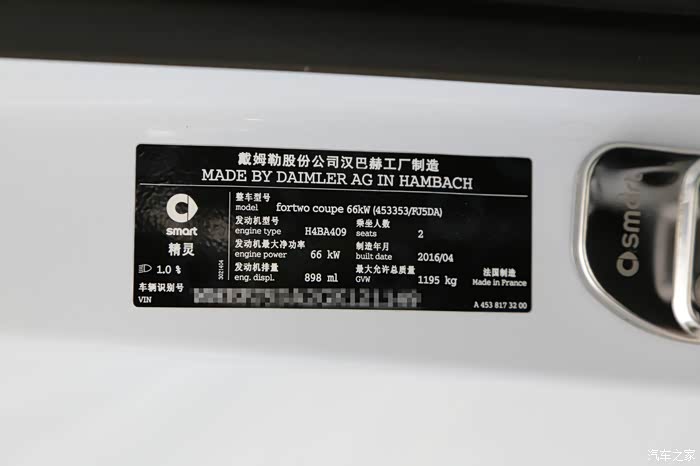 戴姆勒股份公司汉巴赫工厂制造
MADE BY DAIMLER AG IN HAMBACH
smart
精灵
1.0 %
整车型号
model fortwo coupe 66kW (453353/FJ5DA)
发动机型号 乘坐人数
engine type H4BA409 seats 2
发动机最大净功率 制造年月
engine power 66 kW built date 2016/04
发动机排量 最大允许总质量
eng. displ. 898 ml GVW 1195 kg
3021404
法国制造
Made in France
车辆识别号
VIN
A 453 817 32 00
smart
汽车之家